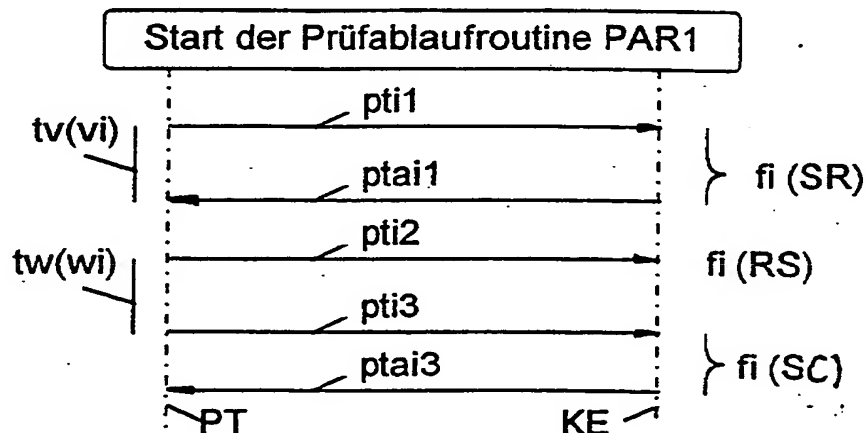 Start der Prüfablaufroutine PAR1
pti1
tv(vi)
ptai1
fi (SR)
pti2
tw(wi)
fi (RS)
pti3
ptai3
fi (SC)
PT
KE